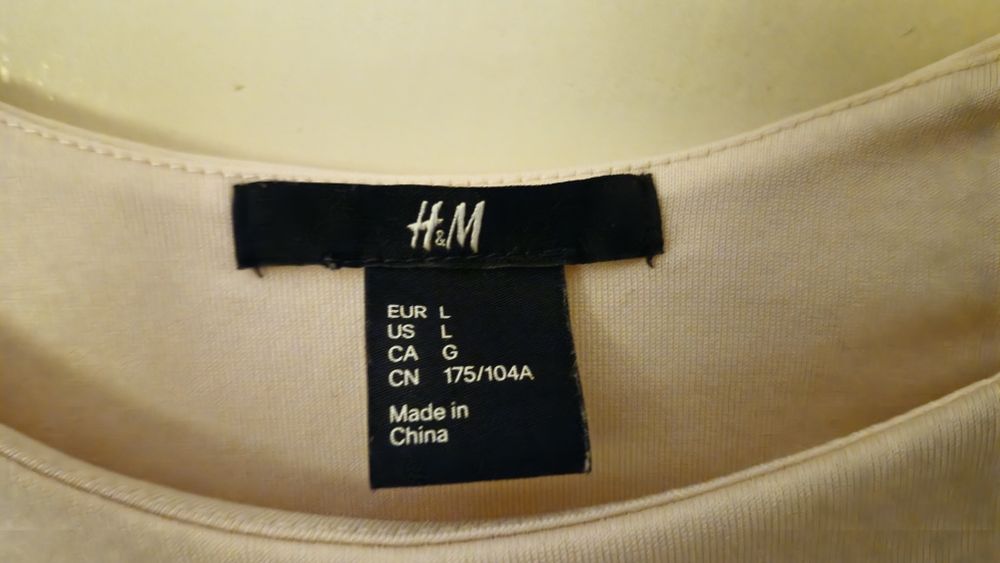 H&M
EUR L
US L
CA G
CN 175/104A
Made in
China